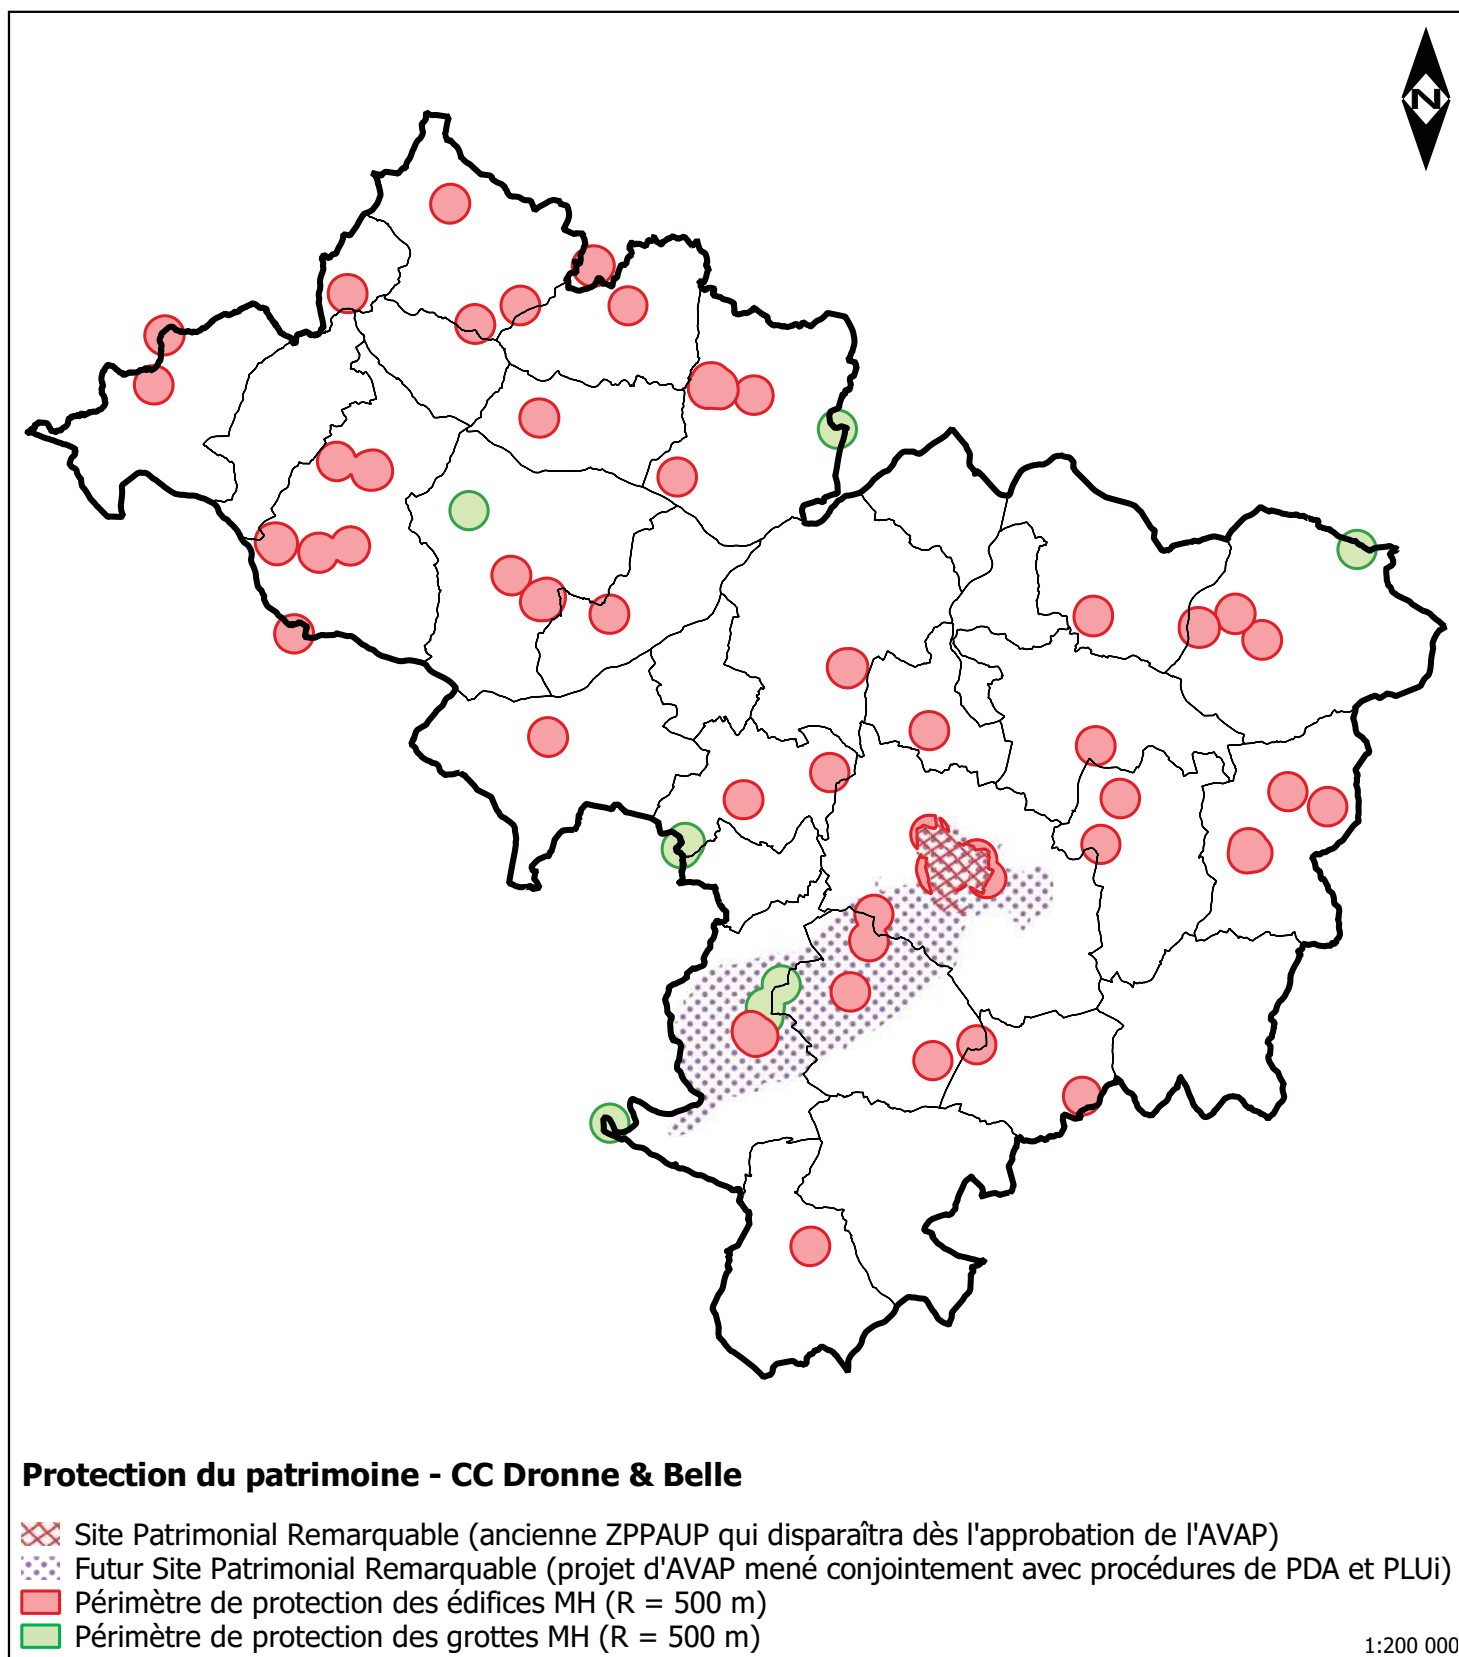 N
Protection du patrimoine - CC Dronne & Belle
Site Patrimonial Remarquable (ancienne ZPPAUP qui disparaîtra dès l'approbation de l'AVAP)
Futur Site Patrimonial Remarquable (projet d'AVAP mené conjointement avec procédures de PDA et PLUi)
Périmètre de protection des édifices MH (R = 500 m)
Périmètre de protection des grottes MH (R = 500 m)
1:200 000